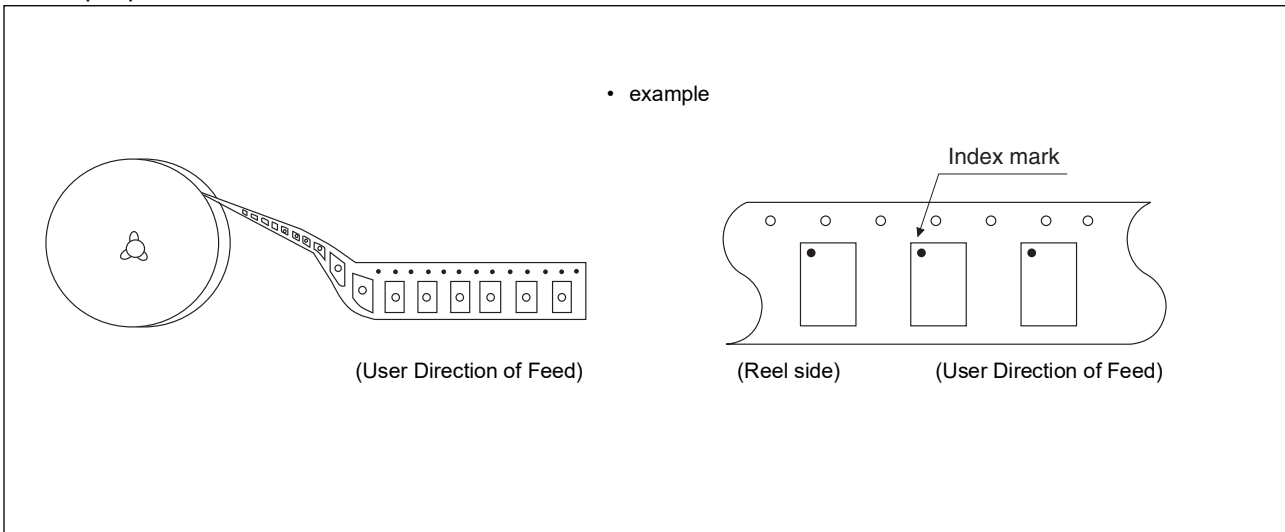 • example
Index mark
(User Direction of Feed)
(Reel side)
(User Direction of Feed)